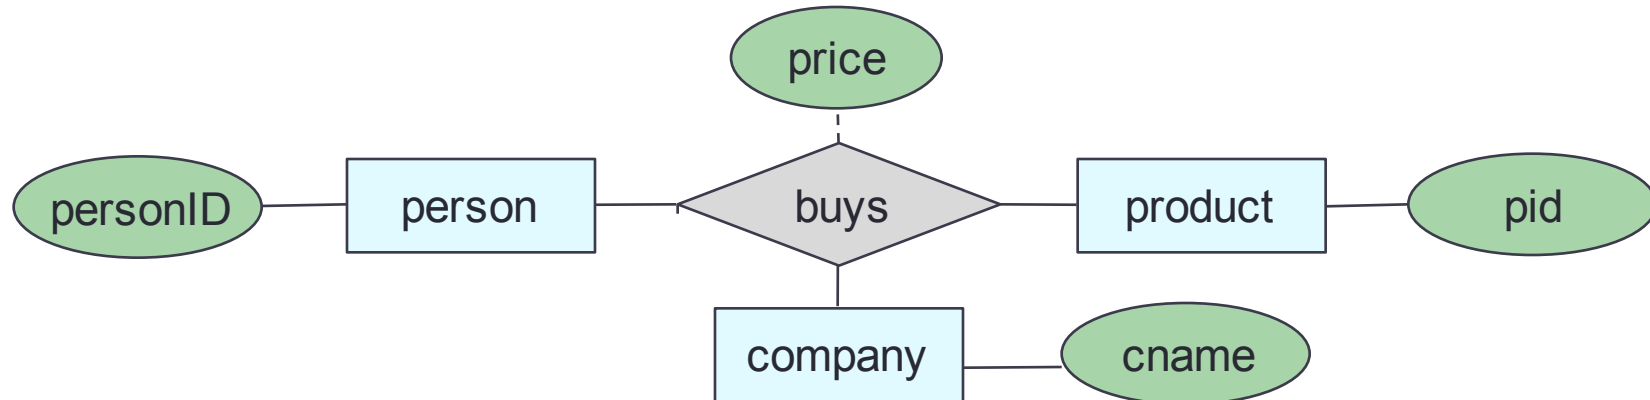 price
personID
person
buys
product
pid
company
cname